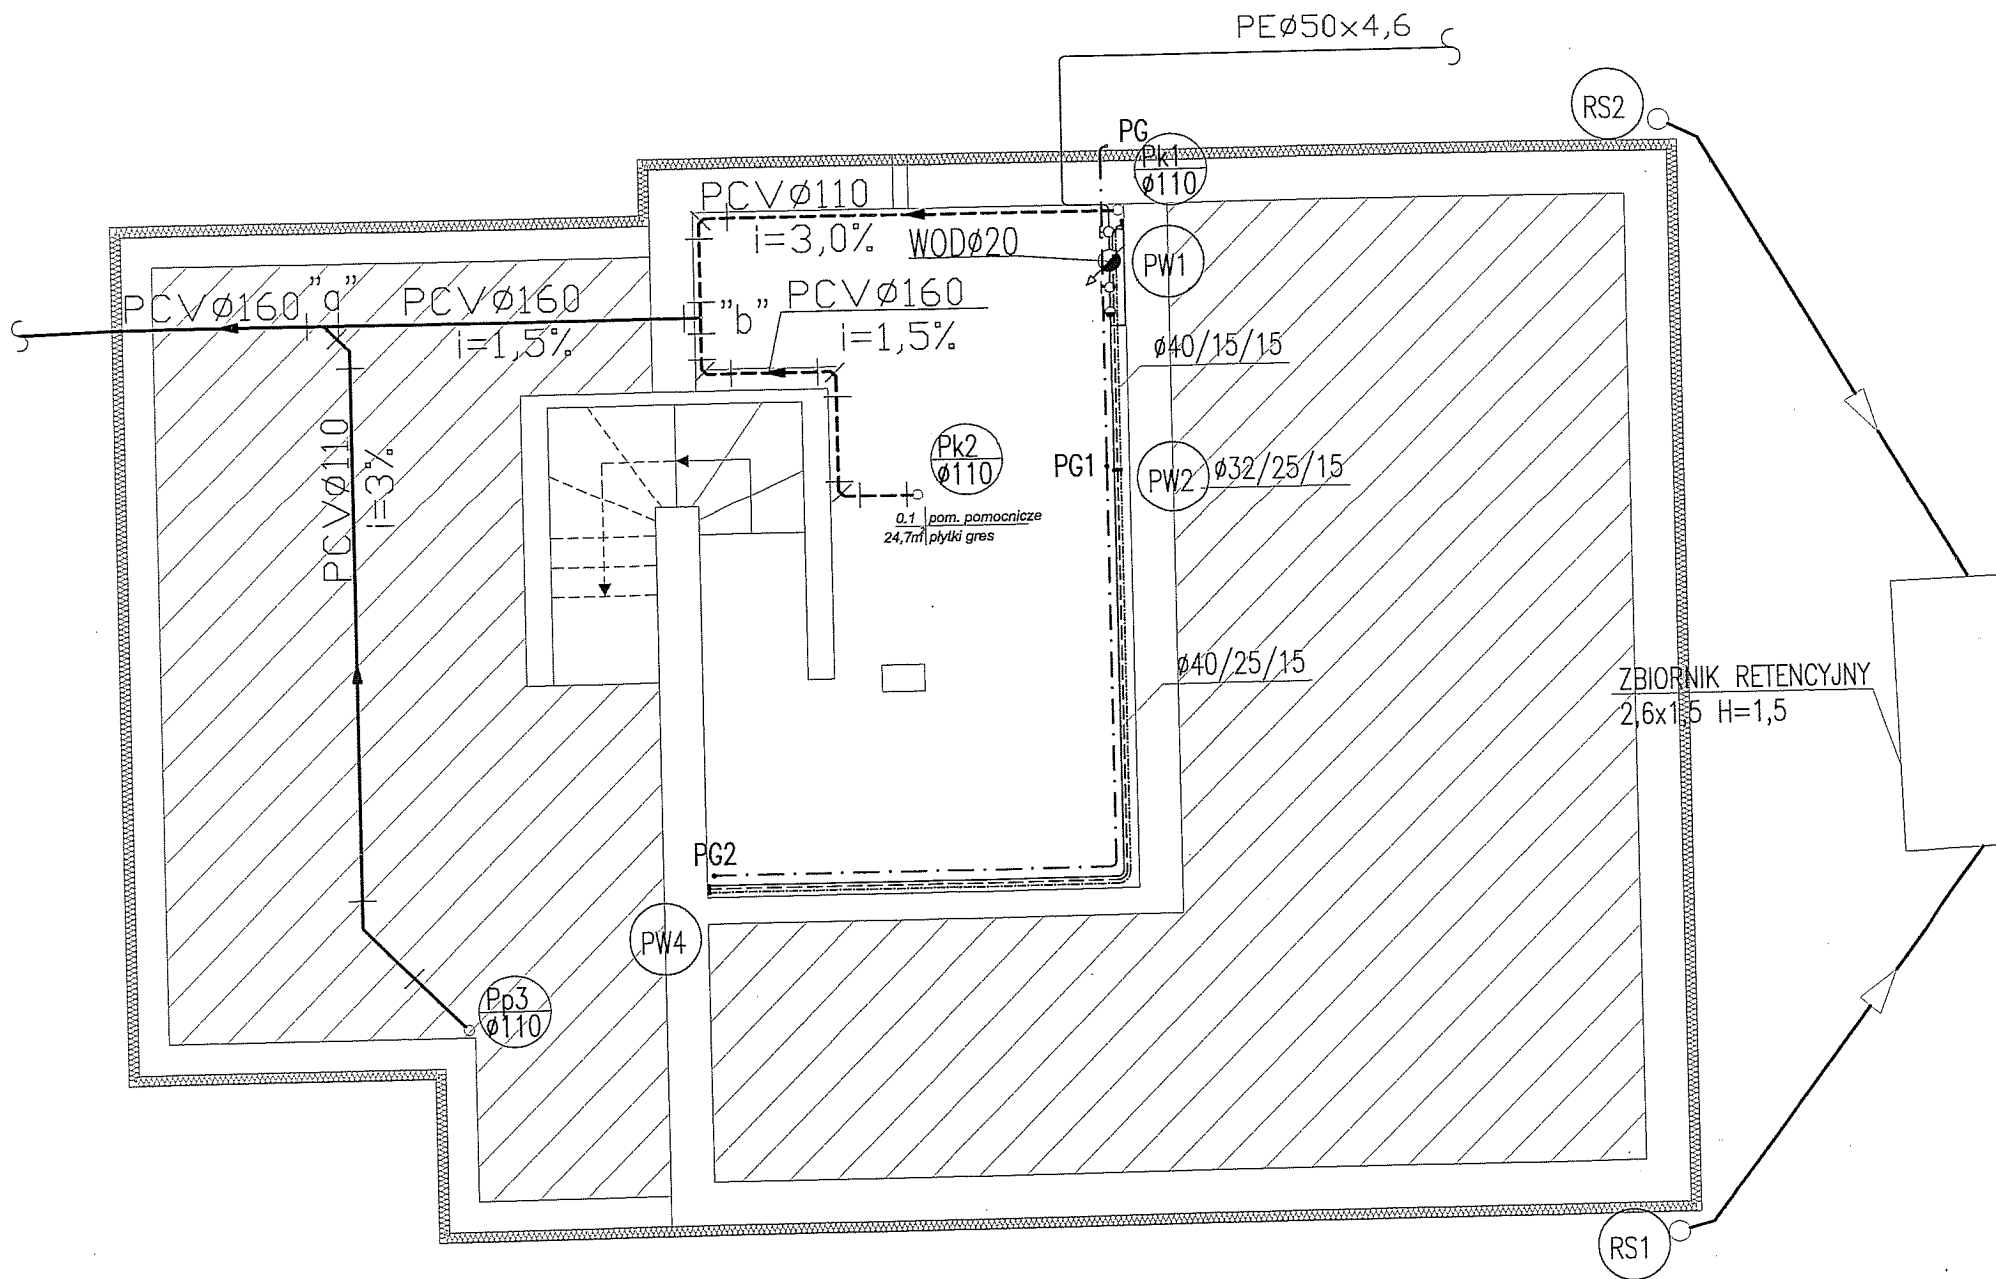 PEø50x4,6
RS2
PG
Pk1
ø110
PCVø110
i=3,0%
WODø20
PW1
PCVø160
"a"
PCVø160
i=1,5%
"b"
PCVø160
i=1,5%
ø40/15/15
PCVø110
i=3%
Pk2
ø110
PG1
PW2
ø32/25/15
0.1 pom. pomocnicze
24,7m² płytki gres
ø40/25/15
ZBIORNIK RETENCYJNY
2,6x1,5 H=1,5
PG2
PW4
Pp3
ø110
RS1